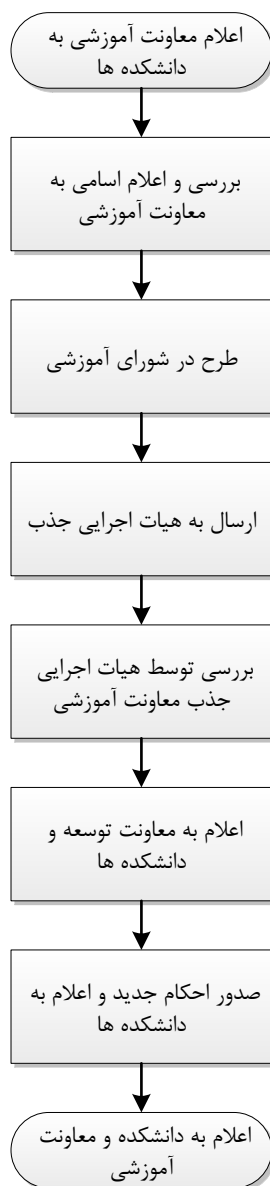 اعلام معاونت آموزشی به
دانشکده ها
بررسی و اعلام اسامی به
معاونت آموزشی
طرح در شورای آموزشی
ارسال به هیات اجرایی جذب
بررسی توسط هیات اجرایی
جذب معاونت آموزشی
اعلام به معاونت توسعه و
دانشکده ها
صدور احکام جدید و اعلام به
دانشکده ها
اعلام به دانشکده و معاونت
آموزشی